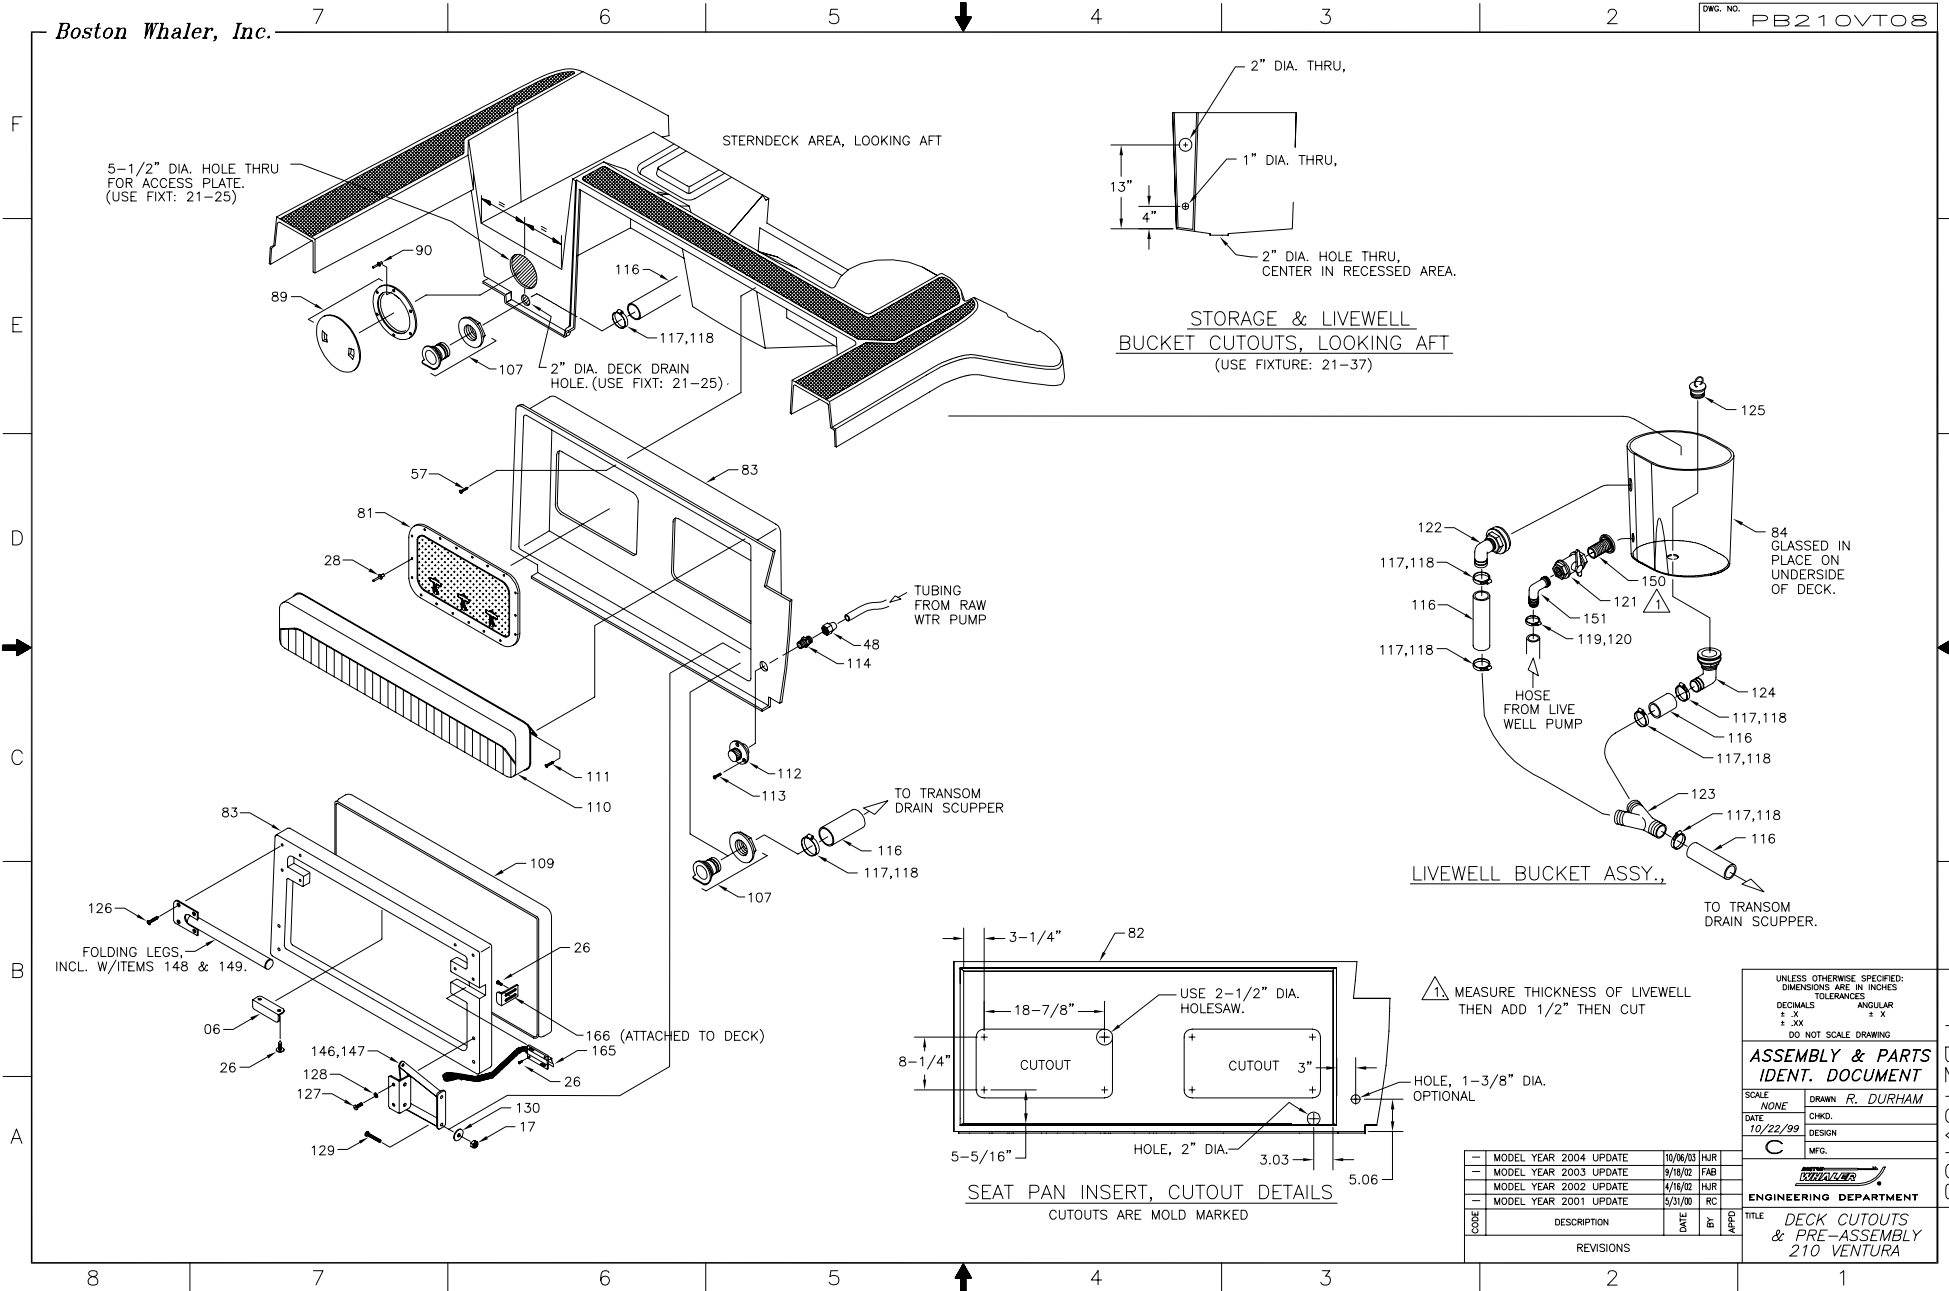 7
6
5
4
3
2
DWG. NO.
PB210VT08
Boston Whaler, Inc.
F
E
D
C
B
A
STERNDECK AREA, LOOKING AFT
5-1/2" DIA. HOLE THRU
FOR ACCESS PLATE.
(USE FIXT: 21-25)
=
=
90
89
116
117,118
107
2" DIA. DECK DRAIN
HOLE.(USE FIXT: 21-25)
2" DIA. THRU,
1" DIA. THRU,
13"
4"
2" DIA. HOLE THRU,
CENTER IN RECESSED AREA.
STORAGE & LIVEWELL
BUCKET CUTOUTS, LOOKING AFT
(USE FIXTURE: 21-37)
125
57
83
81
28
TUBING
FROM RAW
WTR PUMP
48
114
111
110
112
113
TO TRANSOM
DRAIN SCUPPER
116
117,118
107
122
117,118
116
117,118
84
GLASSED IN
PLACE ON
UNDERSIDE
OF DECK.
150
121
1
151
119,120
HOSE
FROM LIVE
WELL PUMP
124
117,118
116
117,118
123
117,118
116
LIVEWELL BUCKET ASSY.,
TO TRANSOM
DRAIN SCUPPER.
83
109
126
FOLDING LEGS,
INCL. W/ITEMS 148 & 149.
26
166 (ATTACHED TO DECK)
06
26
146,147
165
26
128
127
130
17
129
3-1/4"
82
18-7/8"
USE 2-1/2" DIA.
HOLESAW.
8-1/4"
CUTOUT
CUTOUT
3"
HOLE, 1-3/8" DIA.
OPTIONAL
5-5/16"
HOLE, 2" DIA.
3.03
5.06
SEAT PAN INSERT, CUTOUT DETAILS
CUTOUTS ARE MOLD MARKED
1. MEASURE THICKNESS OF LIVEWELL
THEN ADD 1/2" THEN CUT
UNLESS OTHERWISE SPECIFIED:
DIMENSIONS ARE IN INCHES
TOLERANCES
DECIMALS ANGULAR
± .X ± X
± .XX
DO NOT SCALE DRAWING
ASSEMBLY & PARTS
IDENT. DOCUMENT
SCALE NONE
DRAWN R. DURHAM
DATE 10/22/99
CHKD.
DESIGN
C
MFG.
BOSTON
WHALER
ENGINEERING DEPARTMENT
TITLE DECK CUTOUTS
& PRE-ASSEMBLY
210 VENTURA
- MODEL YEAR 2004 UPDATE 10/06/03 HJR
- MODEL YEAR 2003 UPDATE 9/18/02 FAB
MODEL YEAR 2002 UPDATE 4/16/02 HJR
- MODEL YEAR 2001 UPDATE 5/31/00 RC
CODE DESCRIPTION DATE BY APPD
REVISIONS
8
7
6
5
4
3
2
1